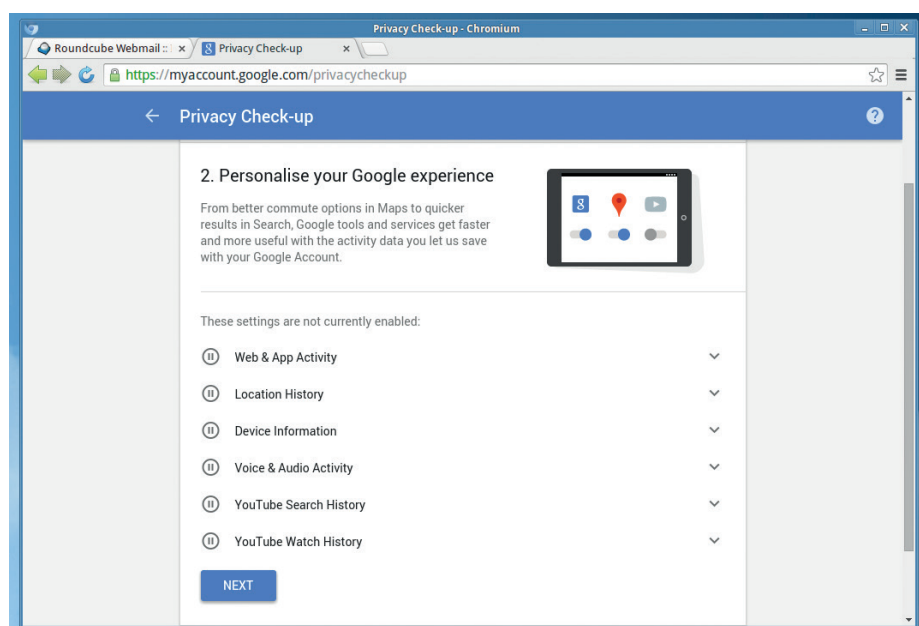 Privacy Check-up - Chromium
Roundcube Webmail ::
Privacy Check-up
https://myaccount.google.com/privacycheckup
Privacy Check-up
2. Personalise your Google experience
From better commute options in Maps to quicker
results in Search, Google tools and services get faster
and more useful with the activity data you let us save
with your Google Account.
These settings are not currently enabled:
Web & App Activity
Location History
Device Information
Voice & Audio Activity
YouTube Search History
YouTube Watch History
NEXT